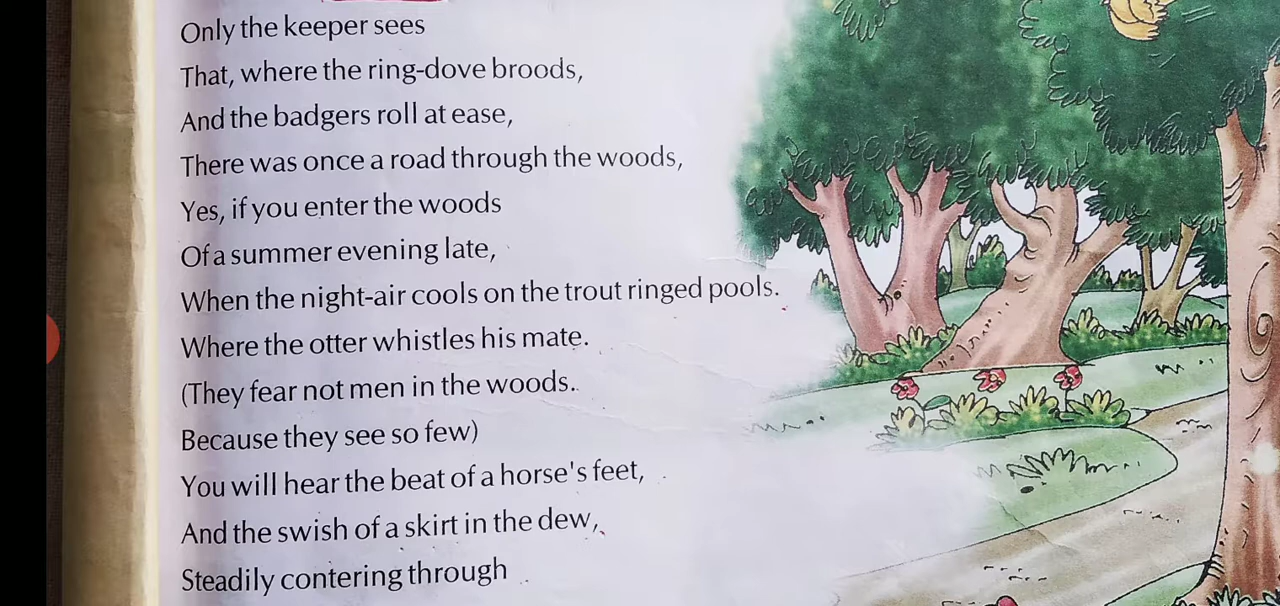 Only the keeper sees
That, where the ring-dove broods,
And the badgers roll at ease,
There was once a road through the woods,
Yes, if you enter the woods
Of a summer evening late,
When the night-air cools on the trout ringed pools.
Where the otter whistles his mate.
(They fear not men in the woods..
Because they see so few)
You will hear the beat of a horse's feet,
And the swish of a skirt in the dew,
Steadily contering through